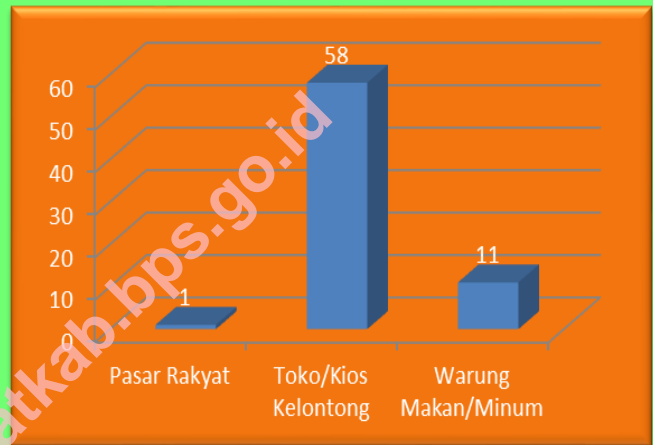 58
60
50
40
30
20
10
0
1
11
Pasar Rakyat
Toko/Kios
Kelontong
Warung
Makan/Minum
atkab.bps.go.id